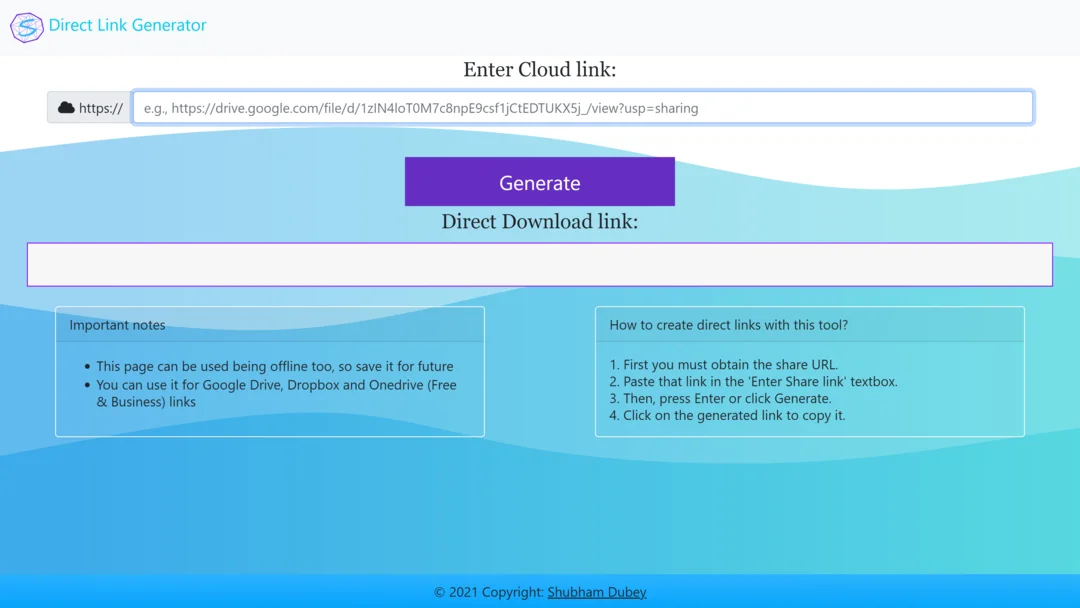 Direct Link Generator
Enter Cloud link:
https://
e.g., https://drive.google.com/file/d/1zIN4IoT0M7c8npE9csf1jCtEDTUKX5j_/view?usp=sharing
Generate
Direct Download link:
Important notes
• This page can be used being offline too, so save it for future
• You can use it for Google Drive, Dropbox and Onedrive (Free
& Business) links
How to create direct links with this tool?
1. First you must obtain the share URL.
2. Paste that link in the 'Enter Share link' textbox.
3. Then, press Enter or click Generate.
4. Click on the generated link to copy it.
© 2021 Copyright: Shubham Dubey